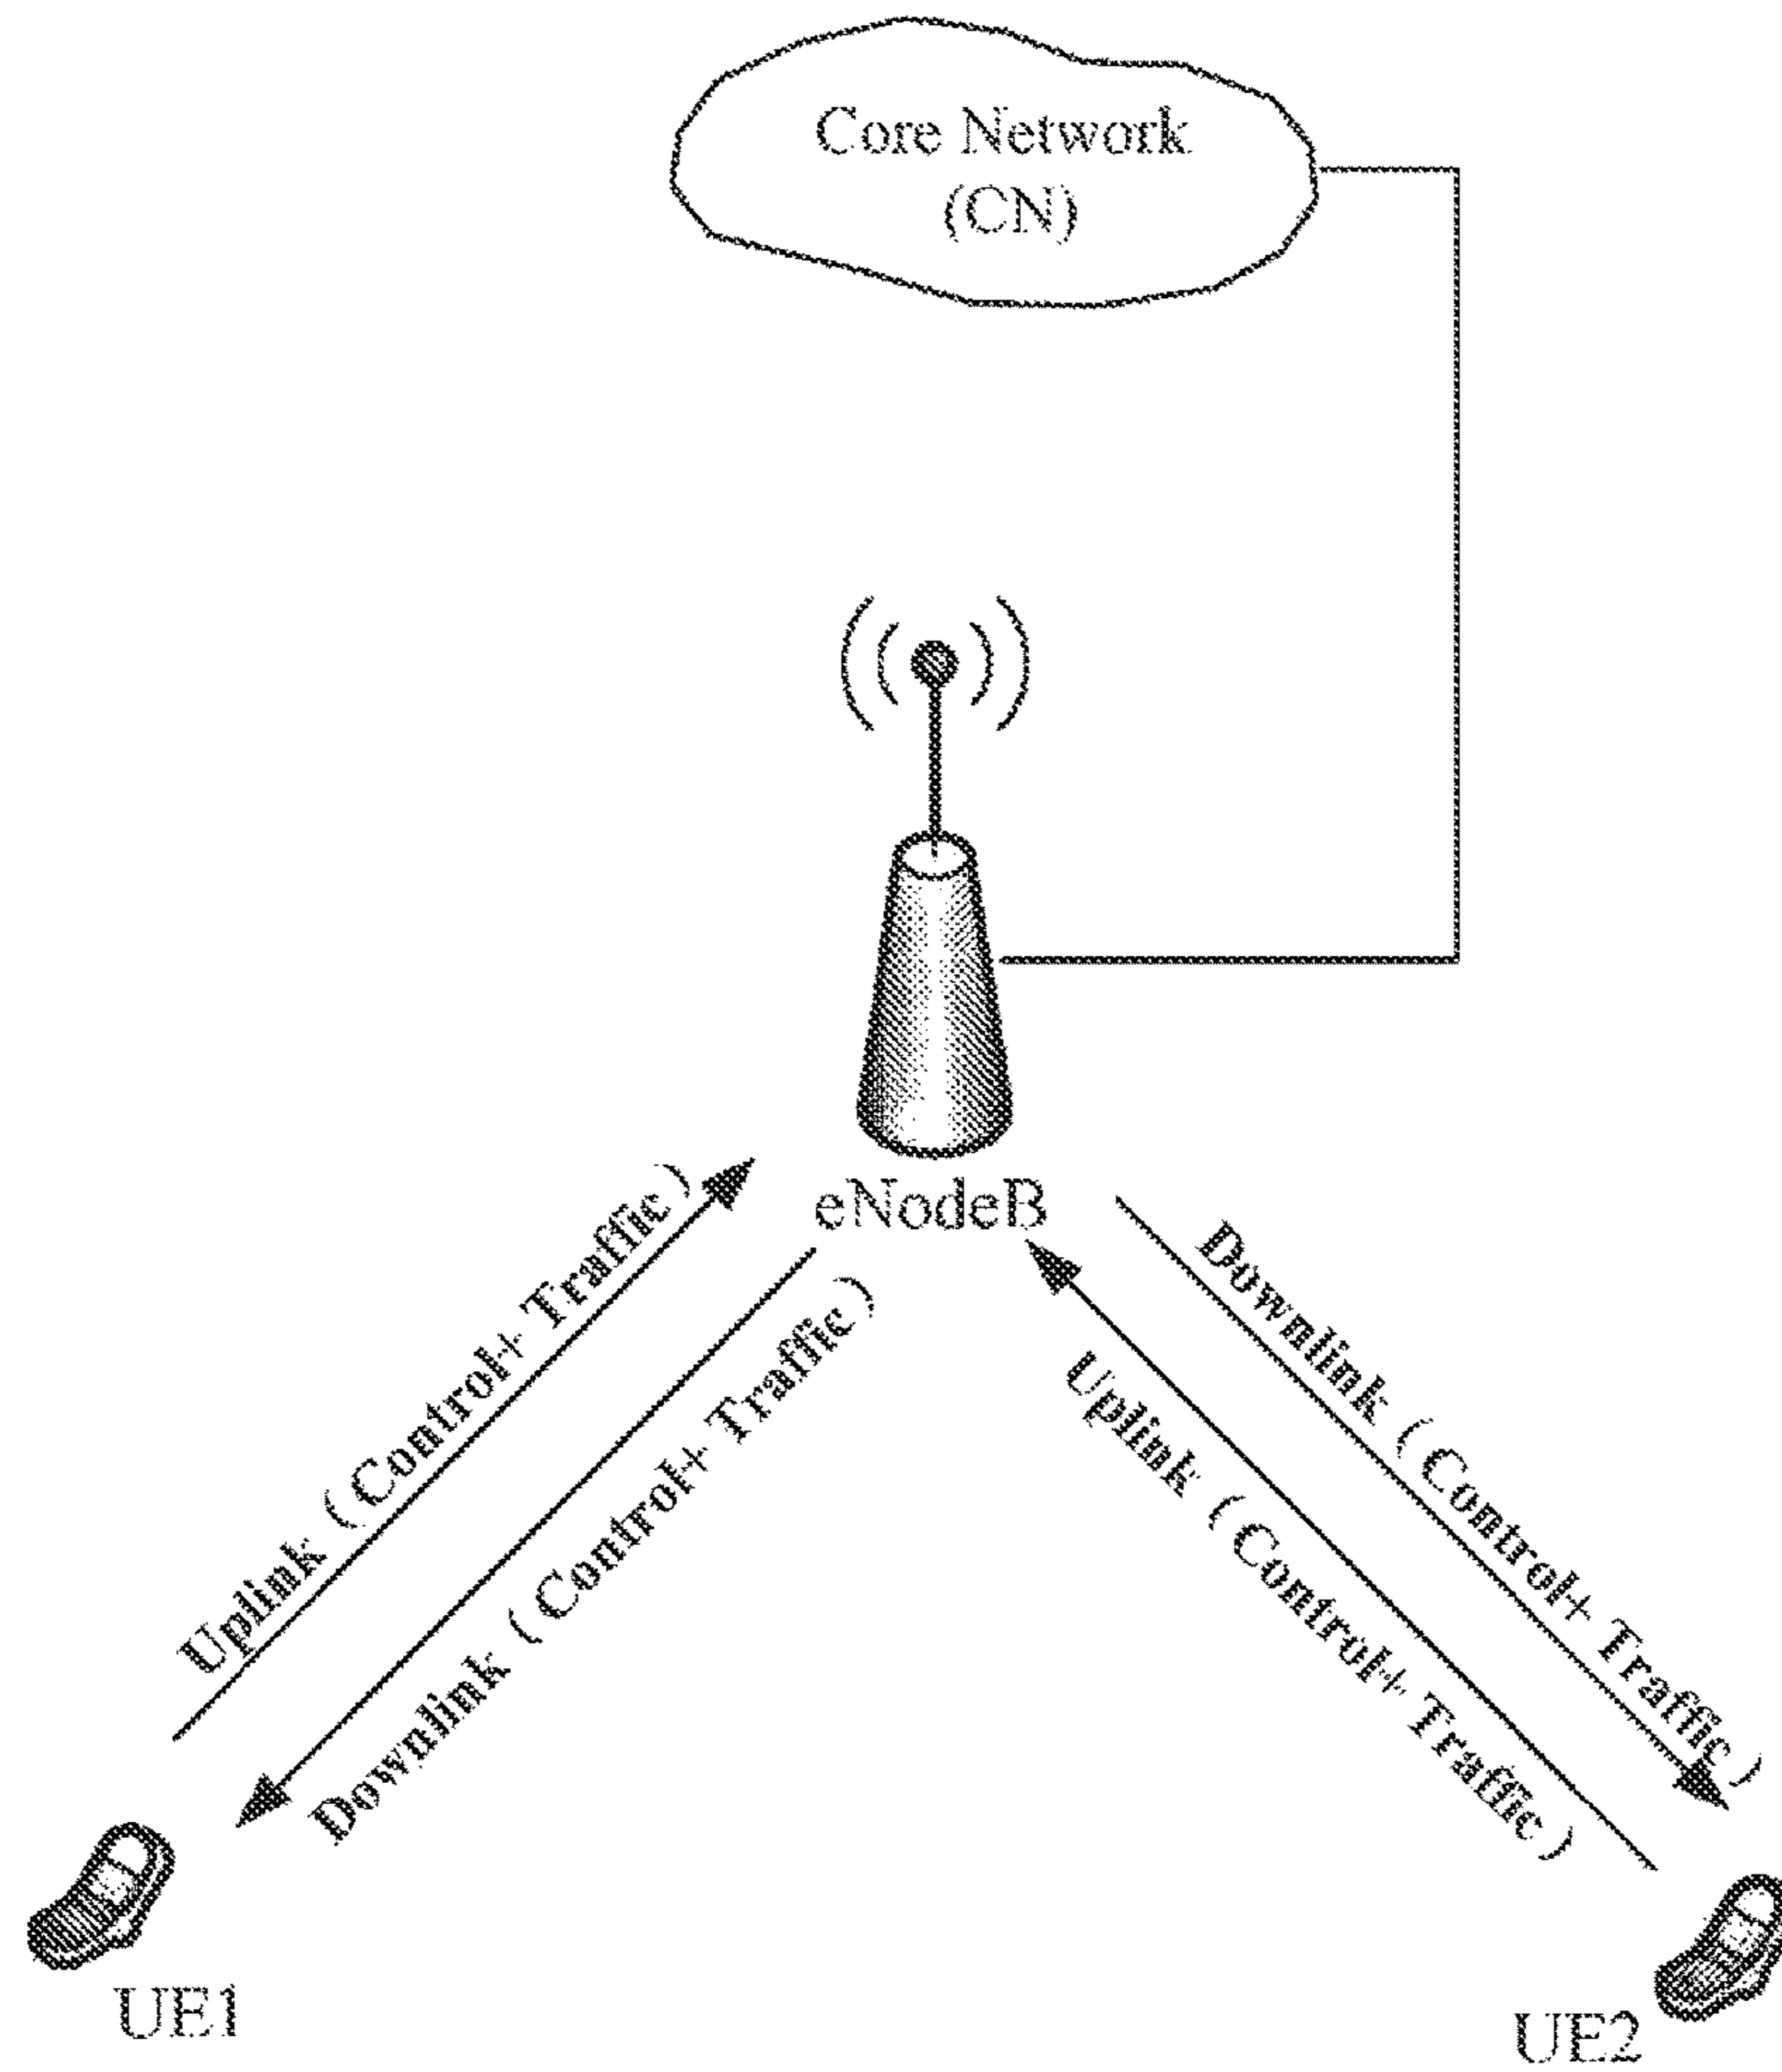 Core Network
(CN)
eNodeB
Uplink ( Control+ Traffic )
Downlink ( Control+ Traffic )
Downlink ( Control+ Traffic )
Uplink ( Control+ Traffic )
UE1
UE2